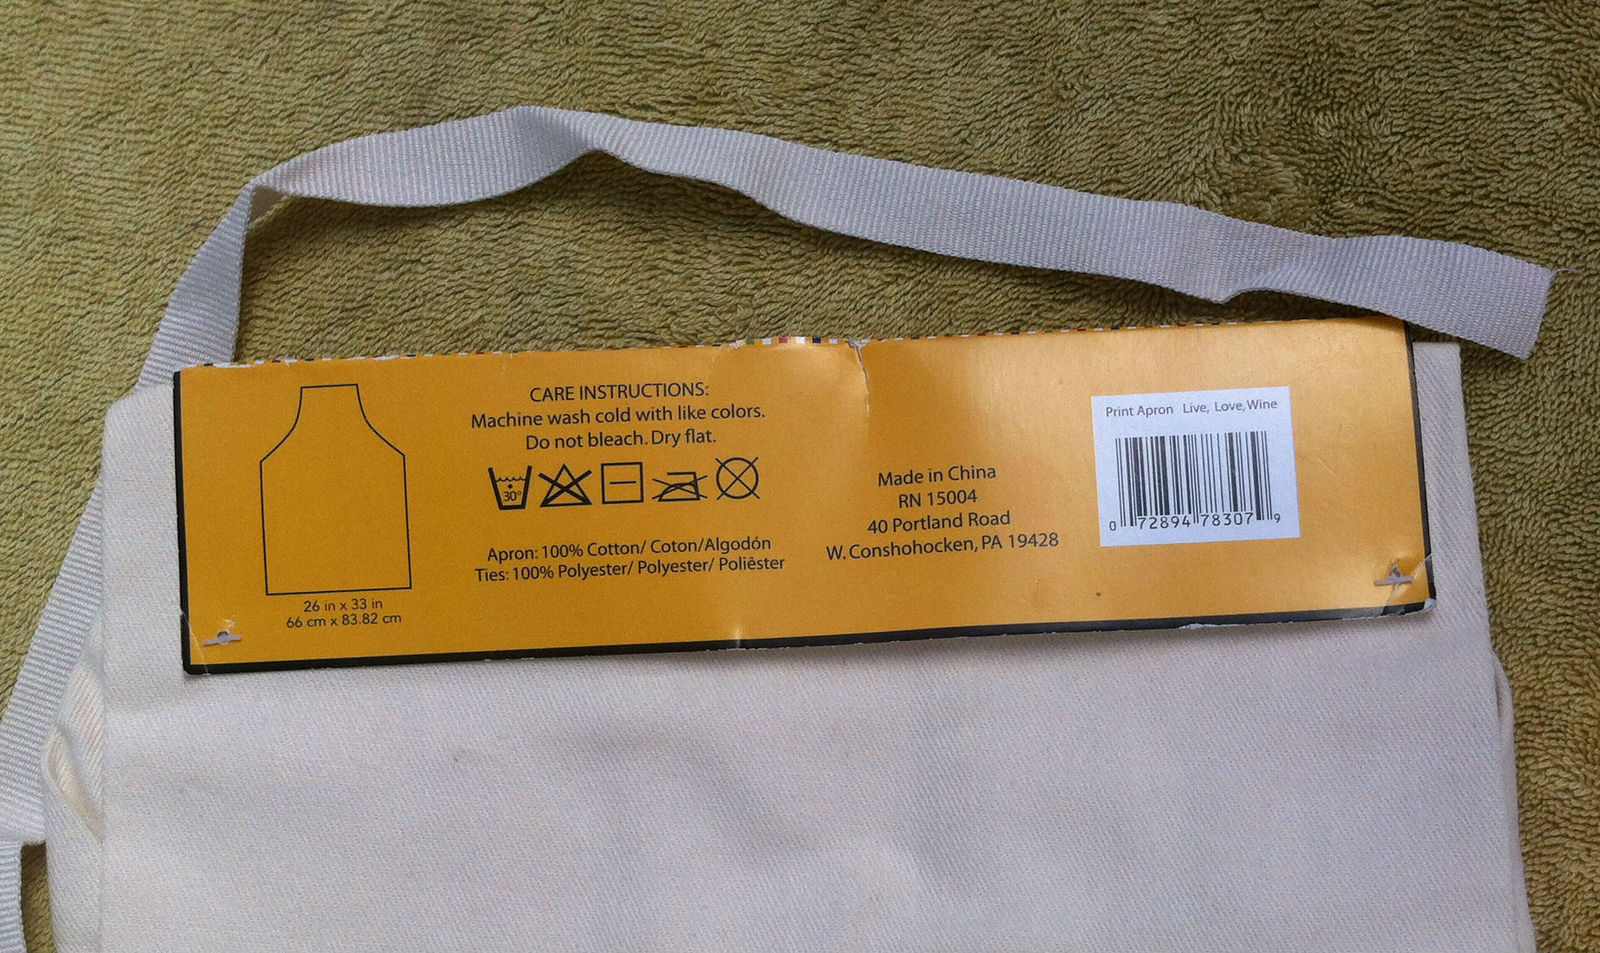 CARE INSTRUCTIONS:
Machine wash cold with like colors.
Do not bleach. Dry flat.
30°
Apron: 100% Cotton/ Coton/Algodón
Ties: 100% Polyester/ Polyester/ Poliêster
26 in x 33 in
66 cm x 83.82 cm
Made in China
RN 15004
40 Portland Road
W. Conshohocken, PA 19428
Print Apron Live, Love, Wine
0 72894 78307 9